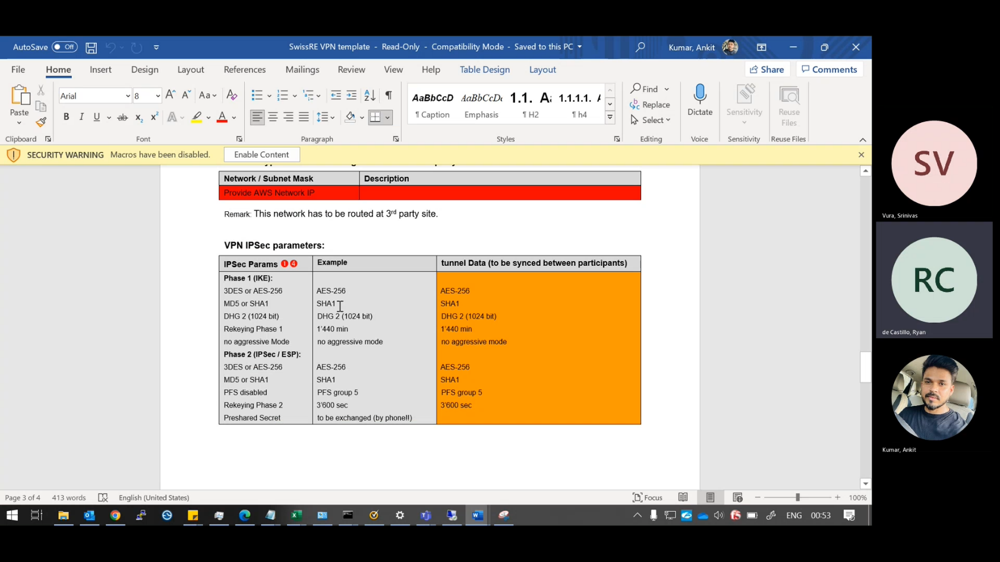 AutoSave Off SwissRE VPN template - Read-Only - Compatibility Mode - Saved to this PC Kumar, Ankit
File Home Insert Design Layout References Mailings Review View Help Table Design Layout Share Comments
Paste
Arial 8 Aa
AaBbCcD AaBbCcDc 1.1. A 1.1.1.1. A
¶ Caption Emphasis ¶ H2 ¶ h4
Find
Replace
Select
Dictate
Sensitivity
Reuse Files
Clipboard Font Paragraph Styles Editing Voice Sensitivity Reuse Files
SECURITY WARNING Macros have been disabled. Enable Content
Network / Subnet Mask Description
Provide AWS Network IP
Remark: This network has to be routed at 3rd party site.
VPN IPSec parameters:
IPSec Params 1 4 Example tunnel Data (to be synced between participants)
Phase 1 (IKE):
3DES or AES-256 AES-256 AES-256
MD5 or SHA1 SHA1 SHA1
DHG 2 (1024 bit) DHG 2 (1024 bit) DHG 2 (1024 bit)
Rekeying Phase 1 1'440 min 1'440 min
no aggressive Mode no aggressive mode no aggressive mode
Phase 2 (IPSec / ESP):
3DES or AES-256 AES-256 AES-256
MD5 or SHA1 SHA1 SHA1
PFS disabled PFS group 5 PFS group 5
Rekeying Phase 2 3'600 sec 3'600 sec
Preshared Secret to be exchanged (by phone!!)
Page 3 of 4 413 words English (United States) Focus 100%
ENG 00:53
SV
Vura, Srinivas
RC
de Castillo, Ryan
Kumar, Ankit